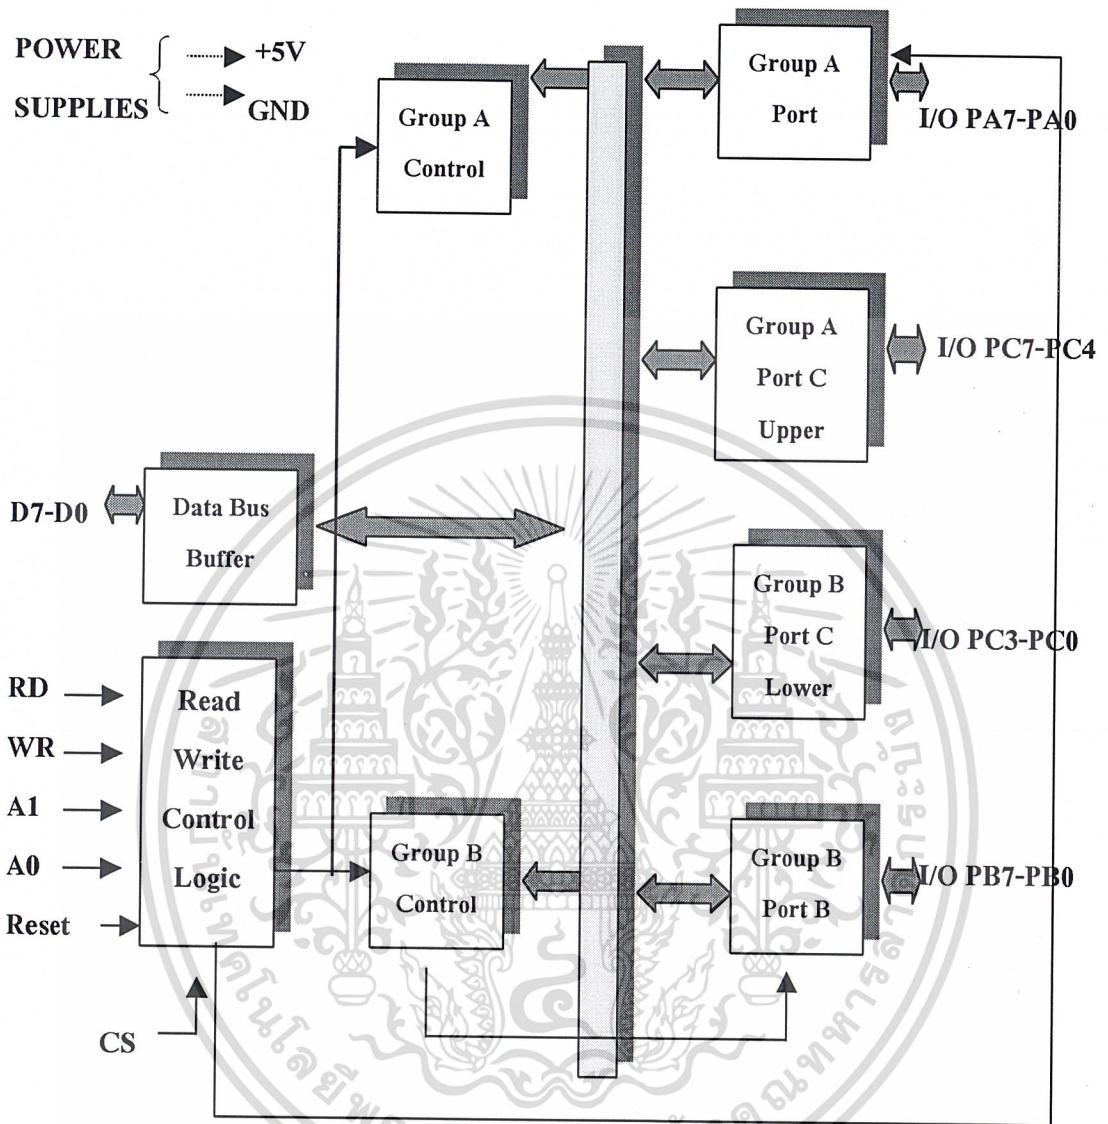 POWER
SUPPLIES
+5V
GND
Group A
Control
Group A
Port
I/O PA7-PA0
Group A
Port C
Upper
I/O PC7-PC4
D7-D0
Data Bus
Buffer
Group B
Port C
Lower
I/O PC3-PC0
RD
WR
A1
A0
Reset
CS
Read
Write
Control
Logic
Group B
Control
Group B
Port B
I/O PB7-PB0